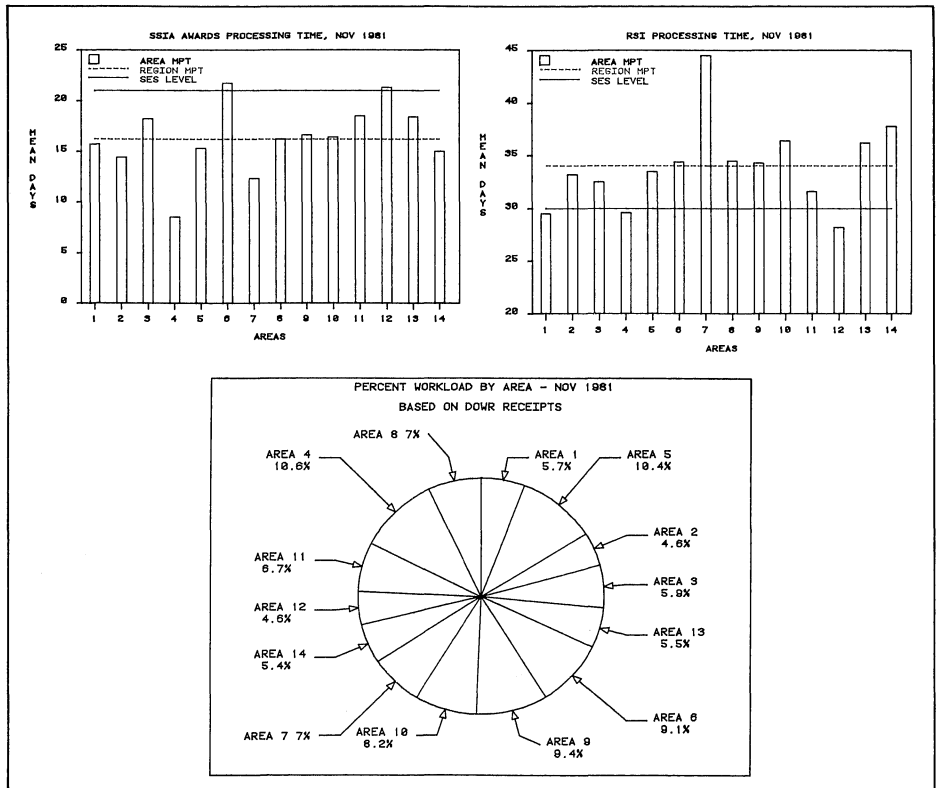 SSIA AWARDS PROCESSING TIME, NOV 1981
AREA MPT
REGION MPT
SES LEVEL
MEAN DAYS
25
20
15
10
5
0
1 2 3 4 5 6 7 8 9 10 11 12 13 14
AREAS
RSI PROCESSING TIME, NOV 1981
AREA MPT
REGION MPT
SES LEVEL
MEAN DAYS
45
40
35
30
25
20
1 2 3 4 5 6 7 8 9 10 11 12 13 14
AREAS
PERCENT WORKLOAD BY AREA - NOV 1981
BASED ON DOWR RECEIPTS
AREA 8 7%
AREA 1
5.7%
AREA 5
10.4%
AREA 4
10.6%
AREA 2
4.6%
AREA 11
6.7%
AREA 3
5.9%
AREA 12
4.6%
AREA 13
5.5%
AREA 14
5.4%
AREA 6
9.1%
AREA 7 7%
AREA 10
8.2%
AREA 9
9.4%